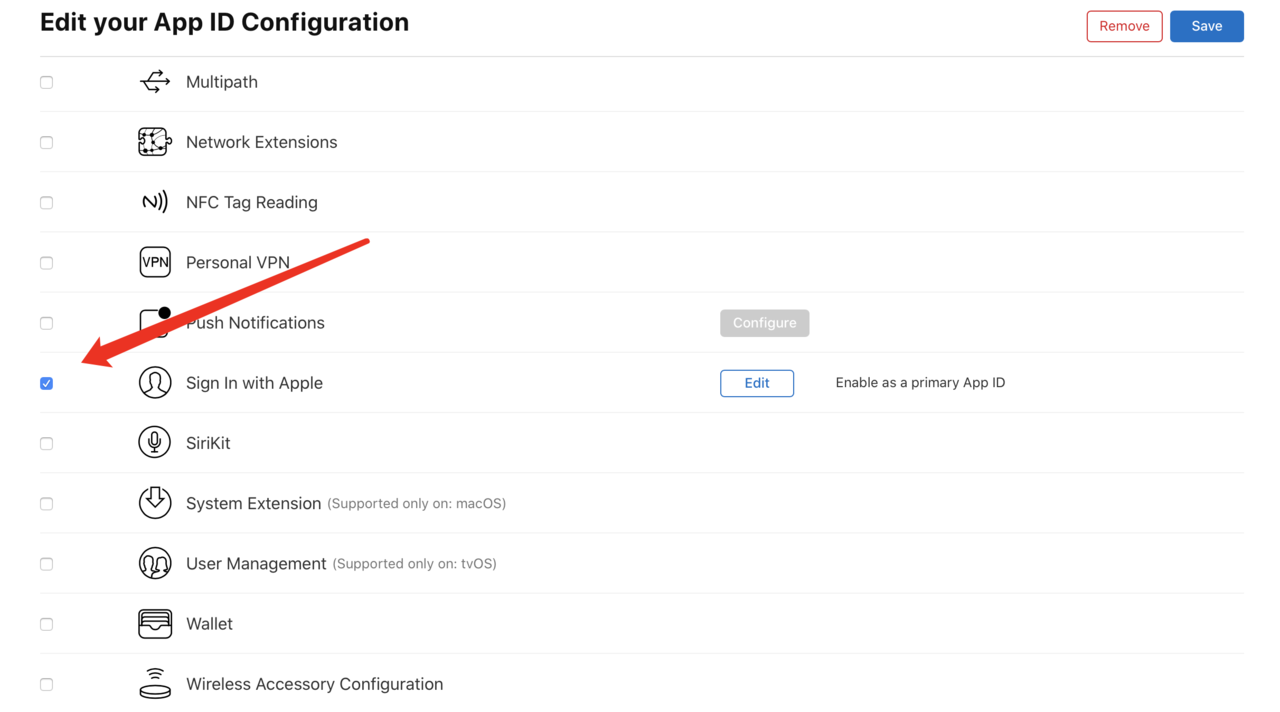 Edit your App ID Configuration
Remove
Save
Multipath
Network Extensions
NFC Tag Reading
VPN Personal VPN
Push Notifications
Configure
Sign In with Apple
Edit
Enable as a primary App ID
SiriKit
System Extension (Supported only on: macOS)
User Management (Supported only on: tvOS)
Wallet
Wireless Accessory Configuration